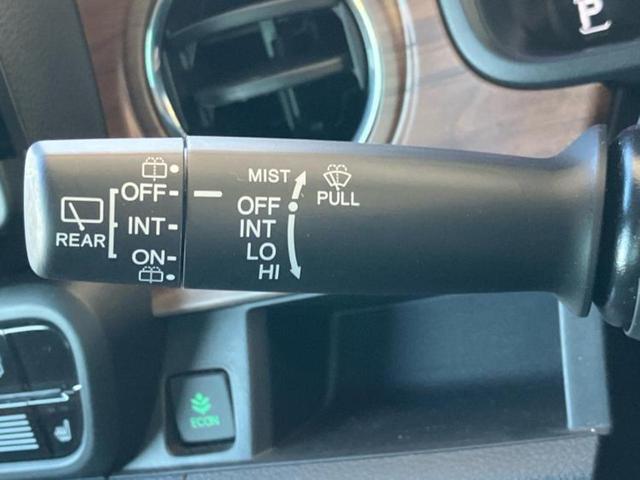 P
MIST
OFF
INT
LO
HI
PULL
OFF
INT
ON
REAR
ECON